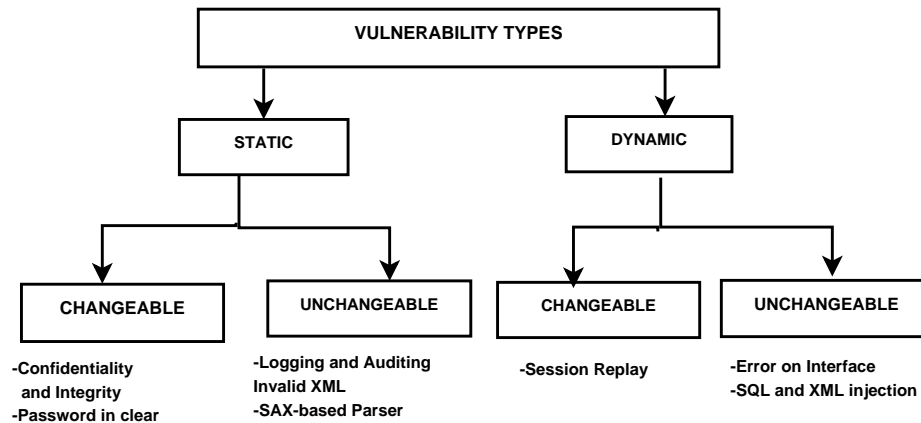 VULNERABILITY TYPES
STATIC
DYNAMIC
CHANGEABLE
UNCHANGEABLE
CHANGEABLE
UNCHANGEABLE
-Confidentiality
and Integrity
-Password in clear
-Logging and Auditing
Invalid XML
-SAX-based Parser
-Session Replay
-Error on Interface
-SQL and XML injection